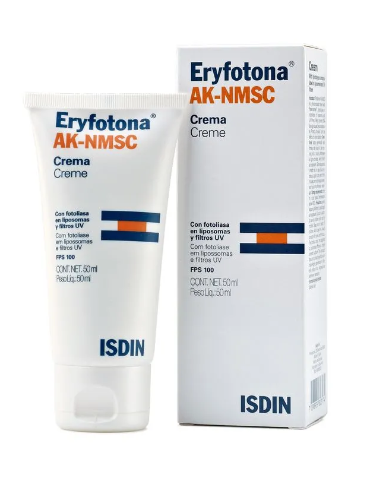 Eryfotona®
AK-NMSC
Crema
Creme
Con fotoliasa
en liposomas
y filtros UV
Com fotoliase
em lipossomas
e filtros UV
FPS 100
CONT. NET. 50 ml
Peso Líq.: 50 ml
ISDIN
Eryfotona®
AK-NMSC
Crema
Creme
Con fotoliasa
en liposomas
y filtros UV
Com fotoliase
em lipossomas
e filtros UV
FPS 100
CONT. NET. 50 ml
Peso Líq.: 50 ml
ISDIN